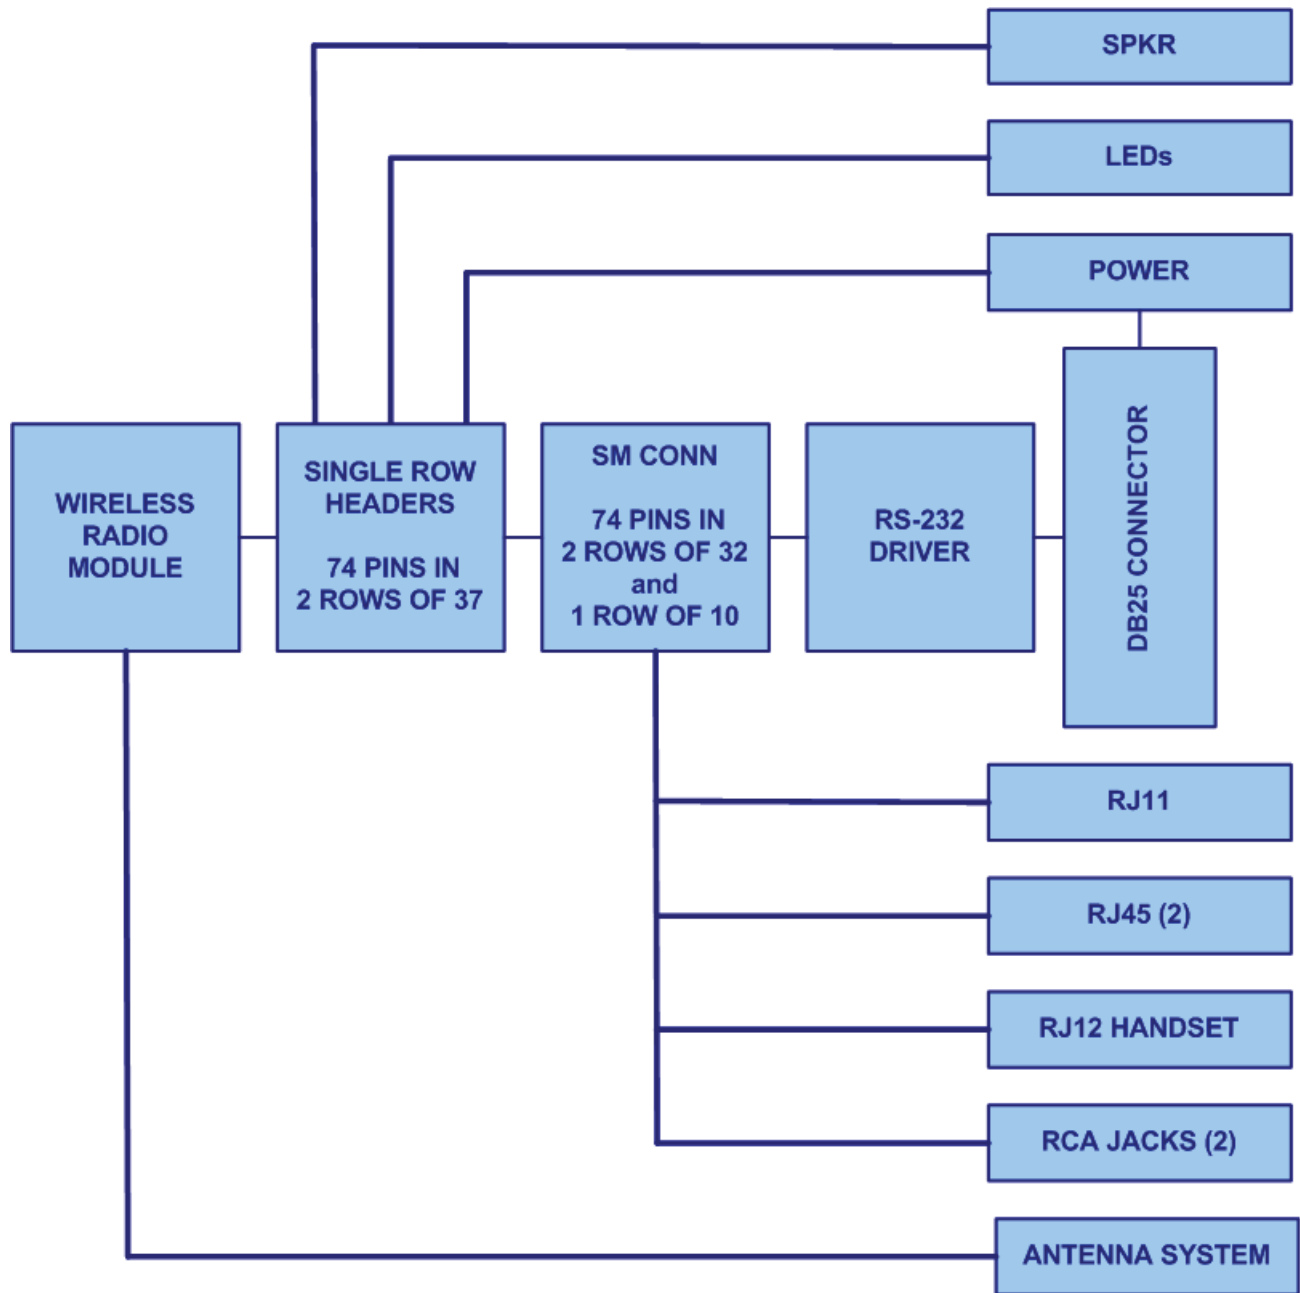 SPKR
LEDs
POWER
WIRELESS
RADIO
MODULE
SINGLE ROW
HEADERS
74 PINS IN
2 ROWS OF 37
SM CONN
74 PINS IN
2 ROWS OF 32
and
1 ROW OF 10
RS-232
DRIVER
DB25 CONNECTOR
RJ11
RJ45 (2)
RJ12 HANDSET
RCA JACKS (2)
ANTENNA SYSTEM